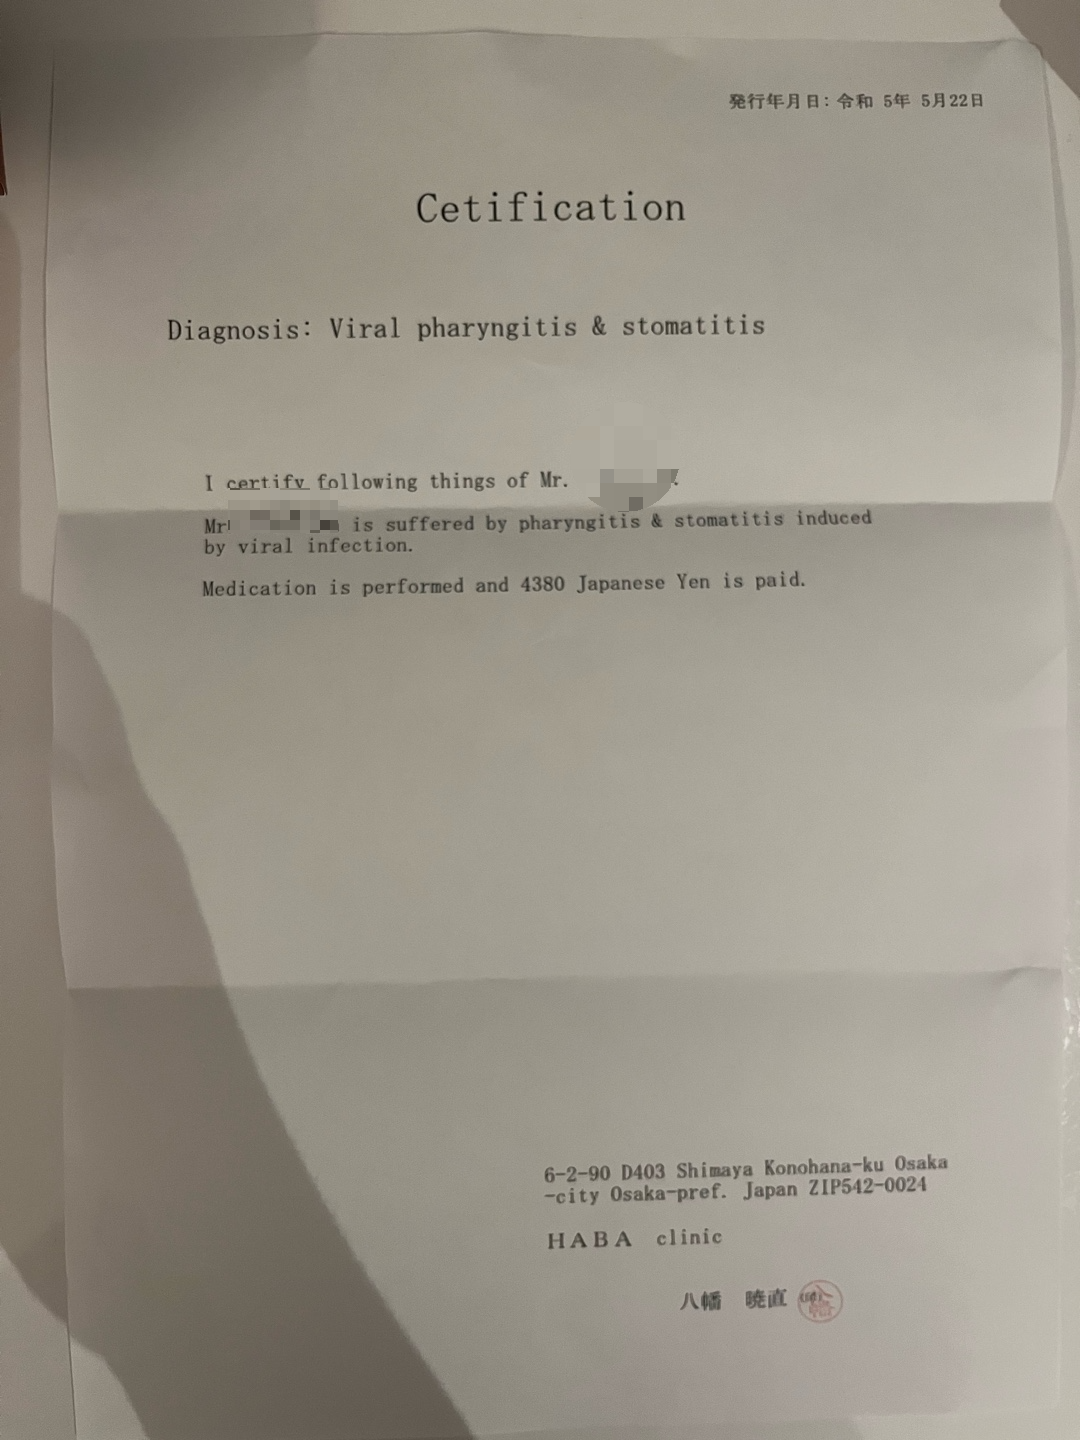 発行年月日：令和 5年 5月22日
Cetification
Diagnosis: Viral pharyngitis & stomatitis
I certify following things of Mr.
Mr is suffered by pharyngitis & stomatitis induced
by viral infection.
Medication is performed and 4380 Japanese Yen is paid.
6-2-90 D403 Shimaya Konohana-ku Osaka
-city Osaka-pref. Japan ZIP542-0024
HABA clinic
八幡 暁直